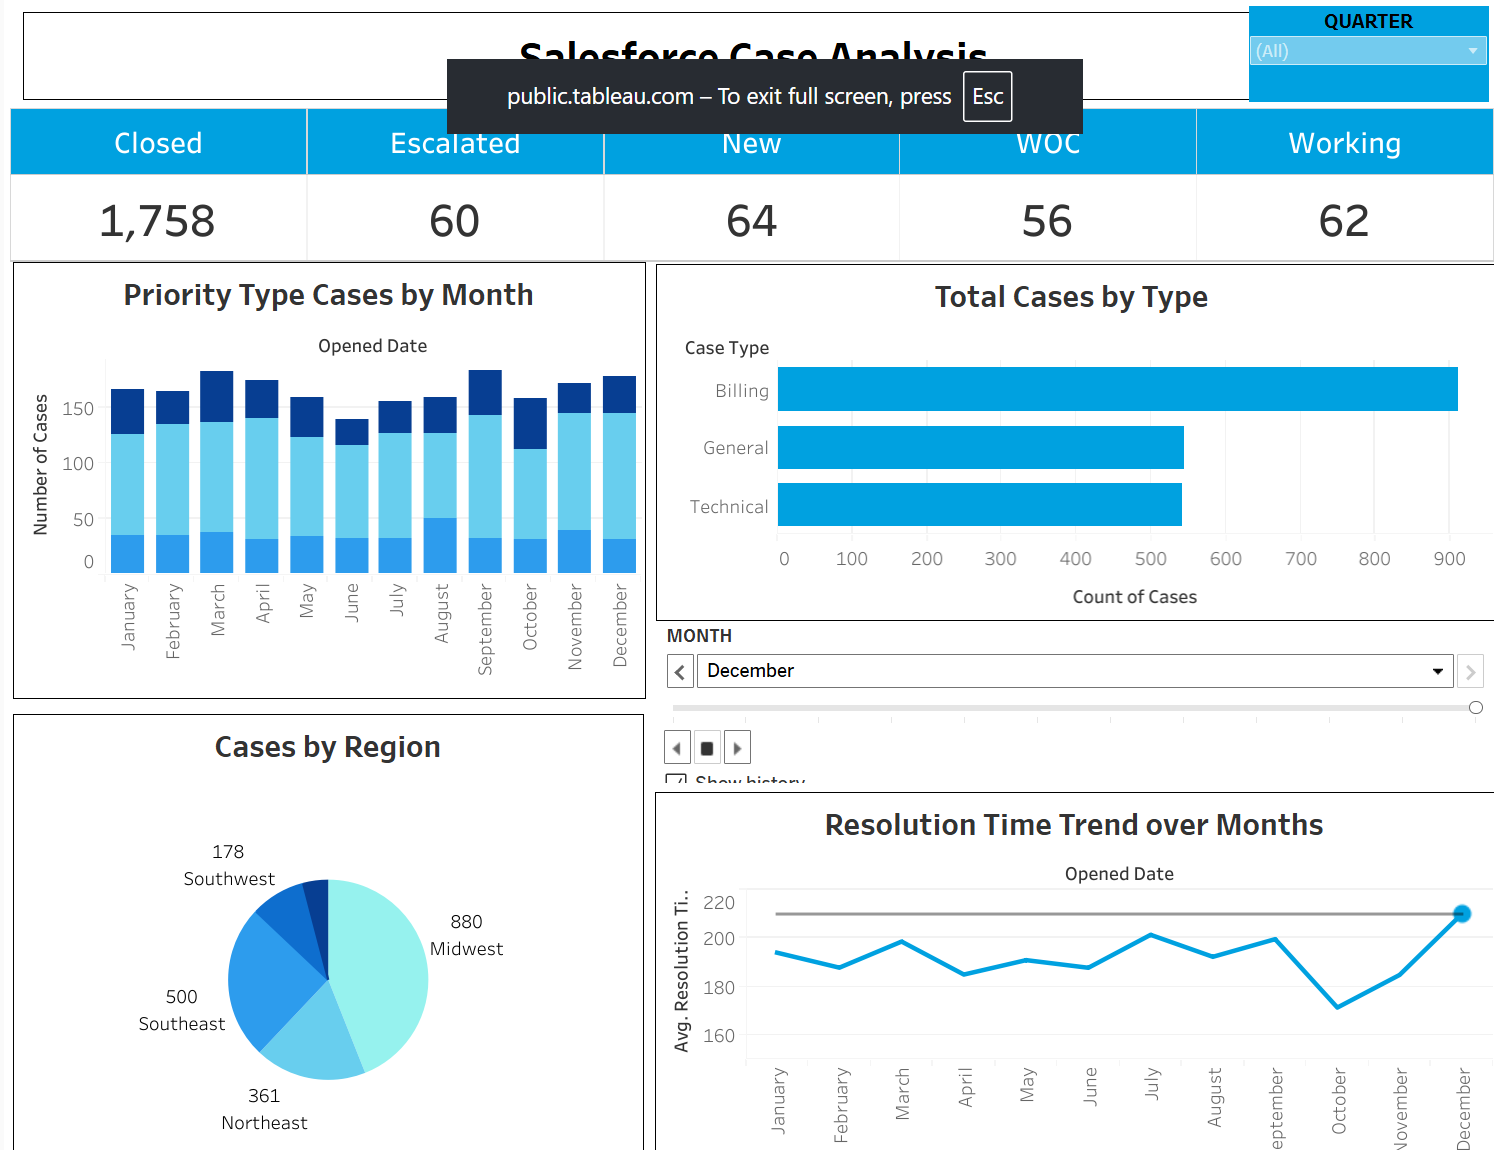 Salesforce Case Analysis
QUARTER
(All)
public.tableau.com – To exit full screen, press Esc
Closed Escalated New WOC Working
1,758 60 64 56 62
Priority Type Cases by Month
Opened Date
Number of Cases
150
100
50
0
January February March April May June July August September October November December
Total Cases by Type
Case Type
Billing
General
Technical
0 100 200 300 400 500 600 700 800 900
Count of Cases
MONTH
December
Show history
Cases by Region
178
Southwest
880
Midwest
500
Southeast
361
Northeast
Resolution Time Trend over Months
Opened Date
Avg. Resolution Ti..
220
200
180
160
January February March April May June July August eptember October November December